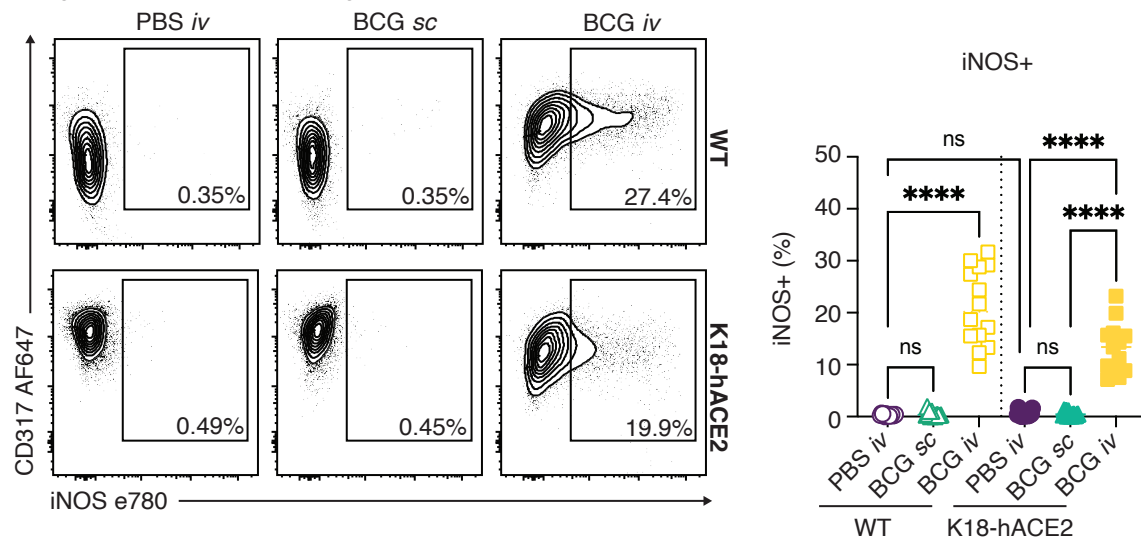 PBS iv
BCG sc
BCG iv
0.35%
0.35%
27.4%
WT
0.49%
0.45%
19.9%
K18-hACE2
CD317 AF647
iNOS e780
iNOS+
ns
****
****
****
ns
ns
iNOS+ (%)
50
40
30
20
10
0
PBS iv
BCG sc
BCG iv
PBS iv
BCG sc
BCG iv
WT
K18-hACE2